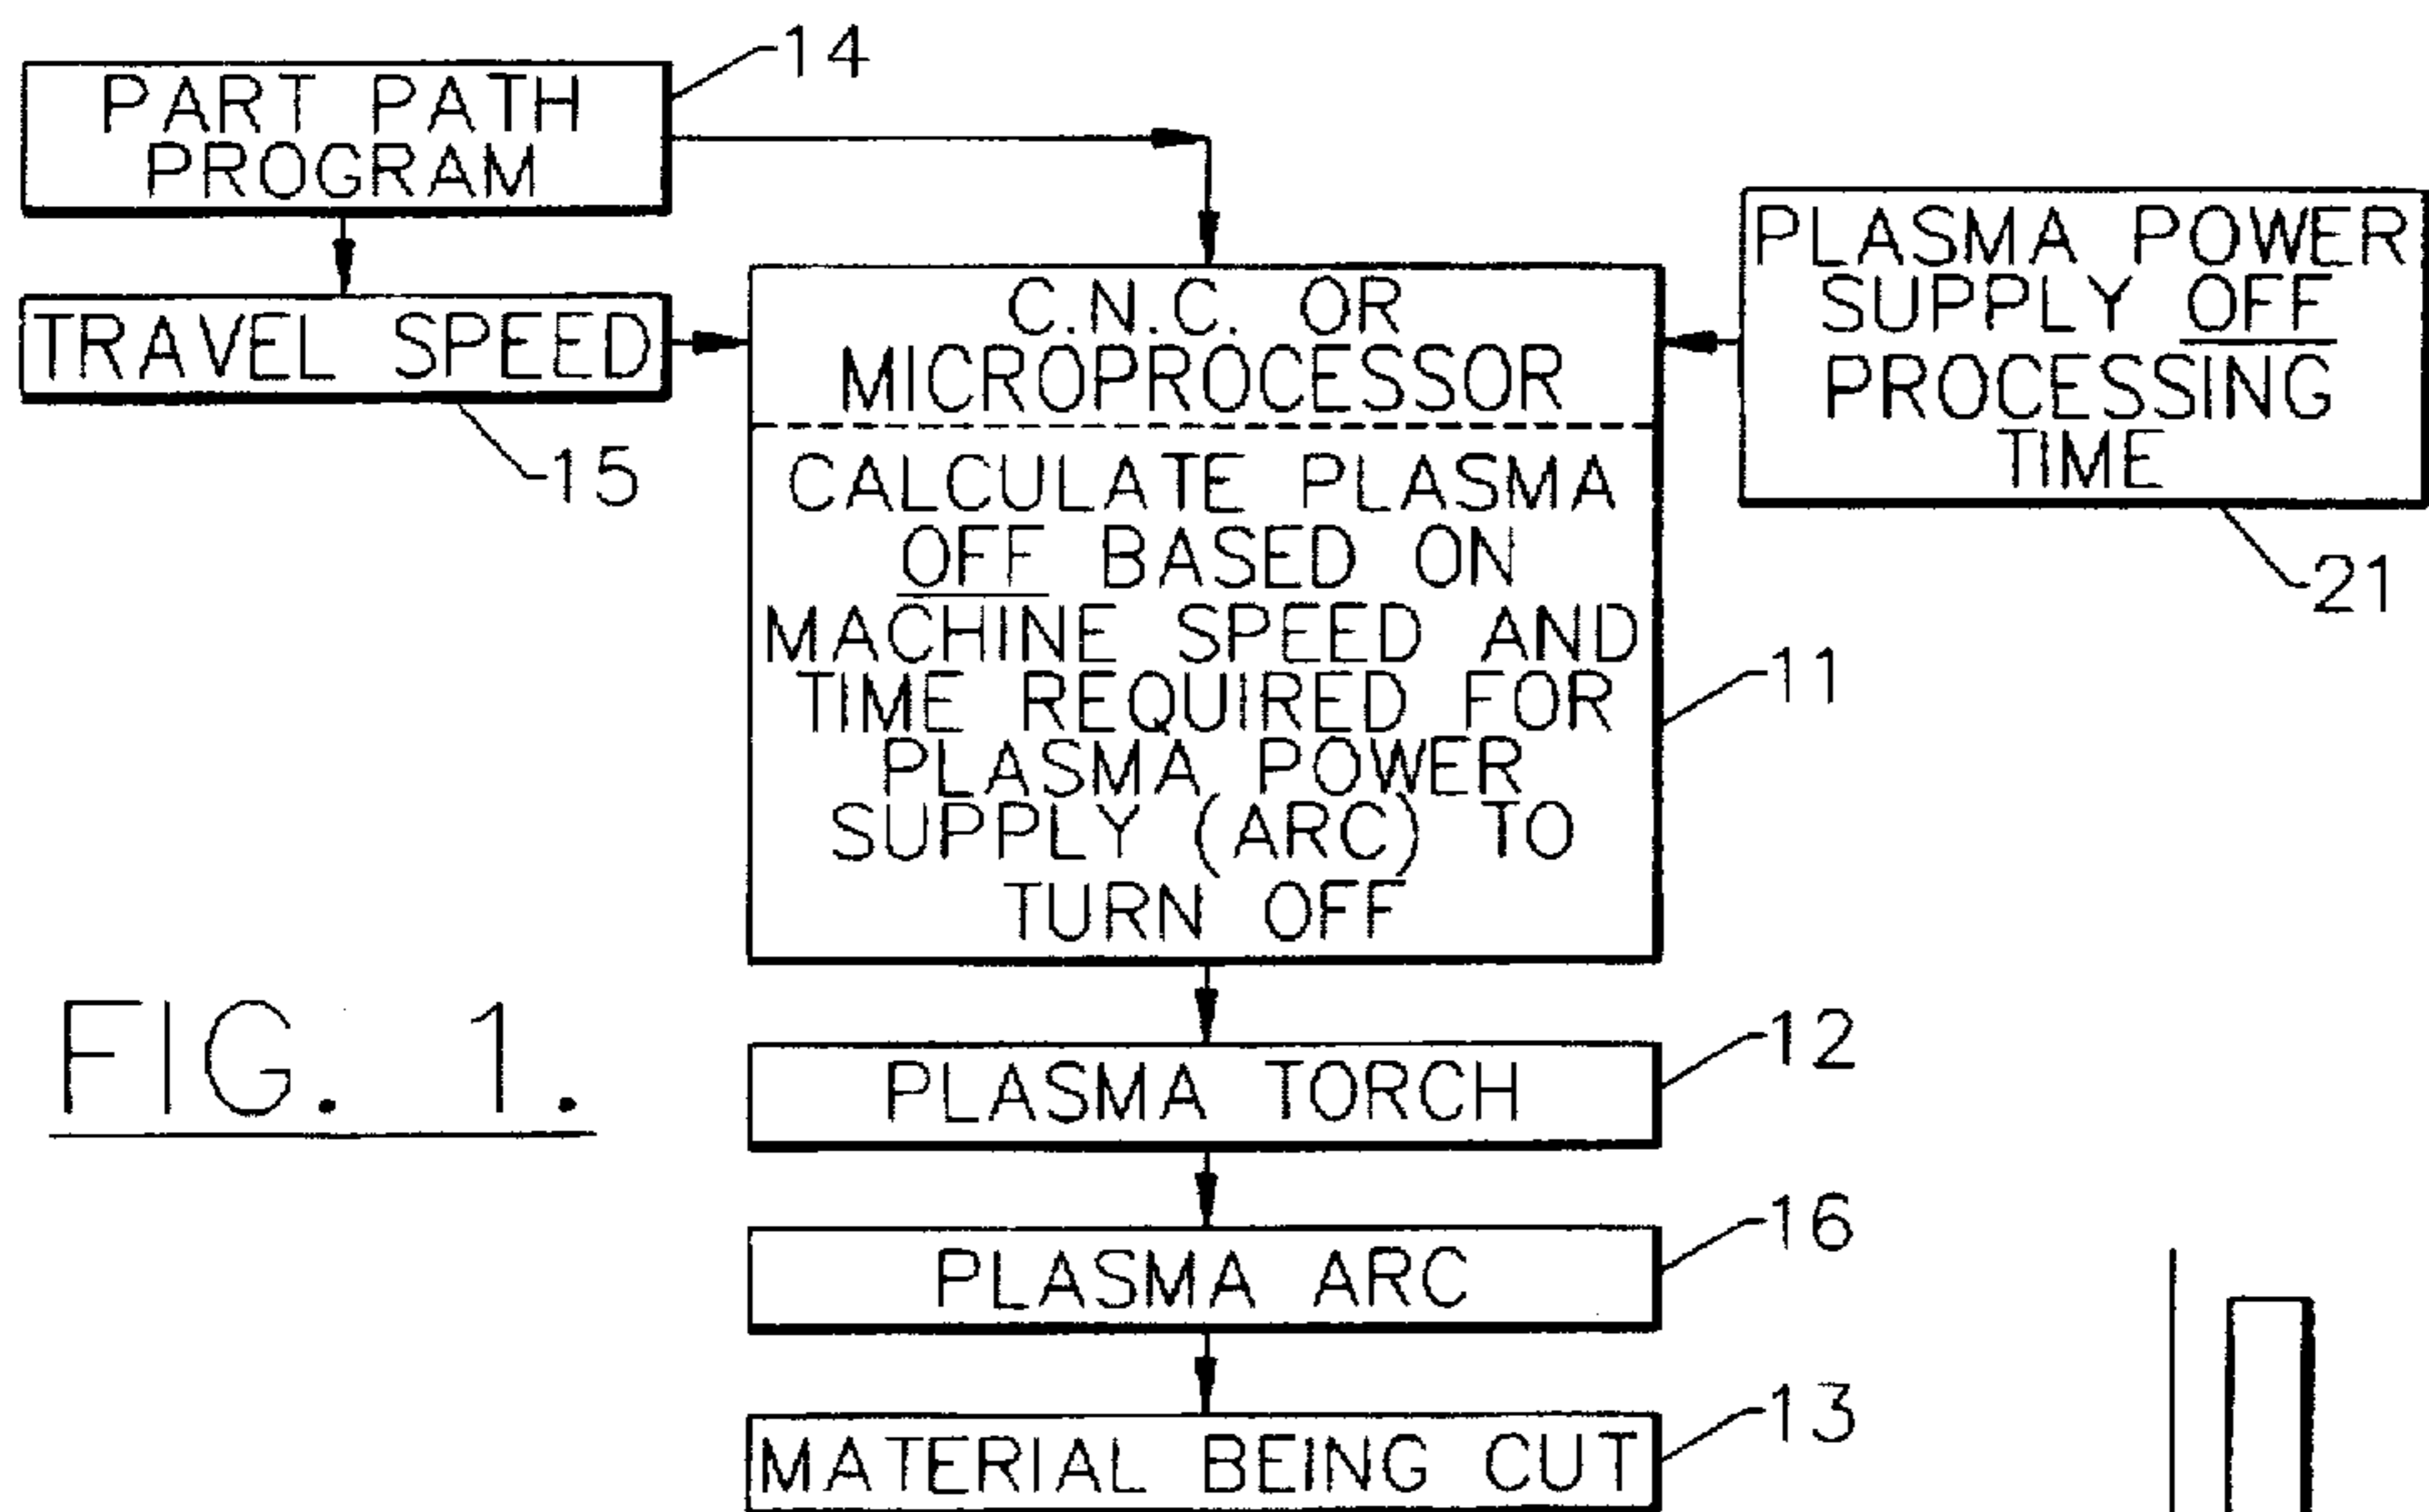 14
PART PATH
PROGRAM
TRAVEL SPEED
15
PLASMA POWER
SUPPLY OFF
PROCESSING
TIME
21
C.N.C. OR
MICROPROCESSOR
CALCULATE PLASMA
OFF BASED ON
MACHINE SPEED AND
TIME REQUIRED FOR
PLASMA POWER
SUPPLY (ARC) TO
TURN OFF
11
FIG. 1.
PLASMA TORCH
12
PLASMA ARC
16
MATERIAL BEING CUT
13